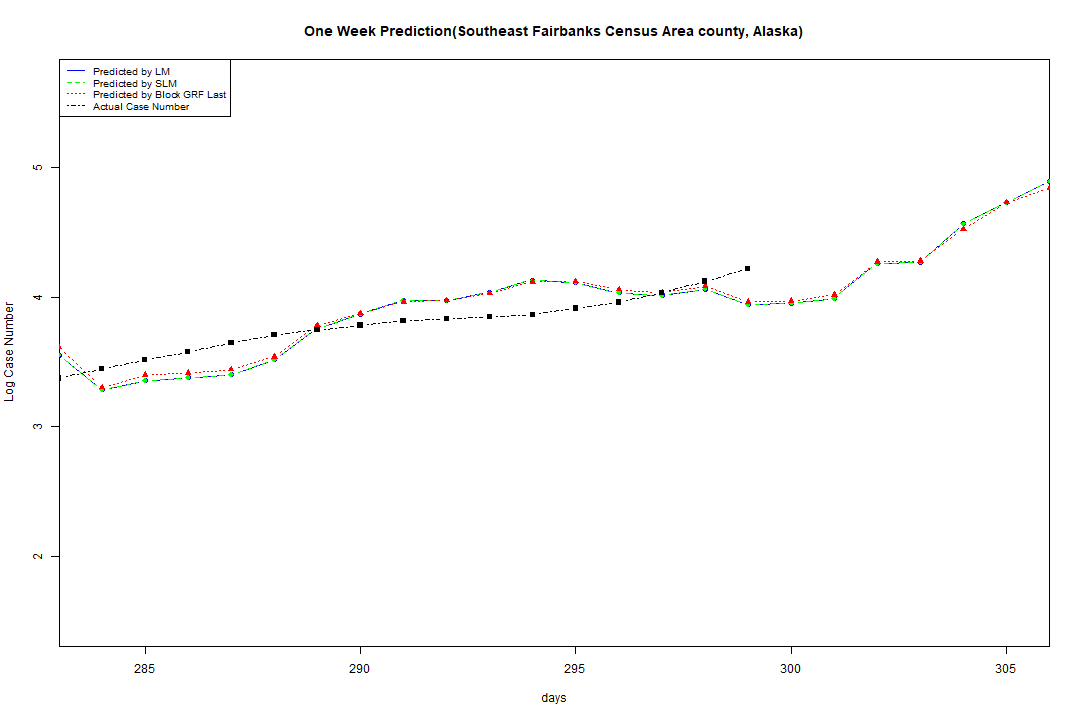 One Week Prediction(Southeast Fairbanks Census Area county, Alaska)
Predicted by LM
Predicted by SLM
Predicted by Block GRF Last
Actual Case Number
Log Case Number
5
4
3
2
285 290 295 300 305
days